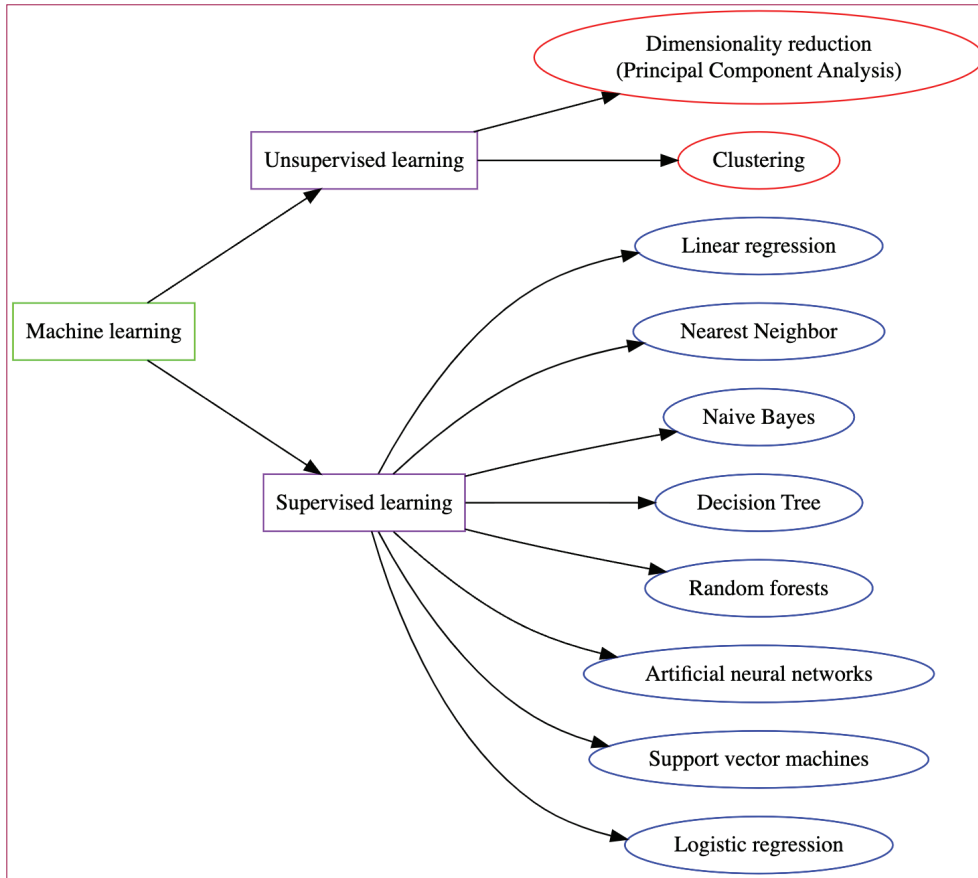 Dimensionality reduction
(Principal Component Analysis)
Unsupervised learning
Clustering
Linear regression
Machine learning
Nearest Neighbor
Naive Bayes
Supervised learning
Decision Tree
Random forests
Artificial neural networks
Support vector machines
Logistic regression